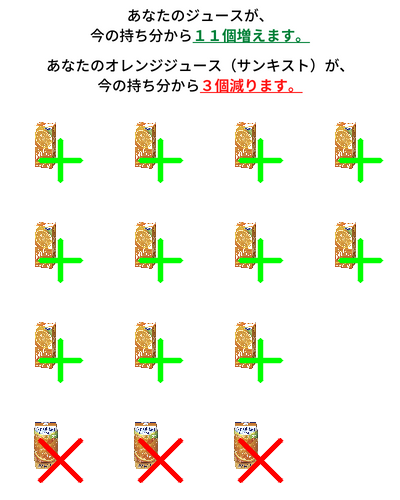 あなたのジュースが、
今の持ち分から１１個増えます。
あなたのオレンジジュース（サンキスト）が、
今の持ち分から３個減ります。